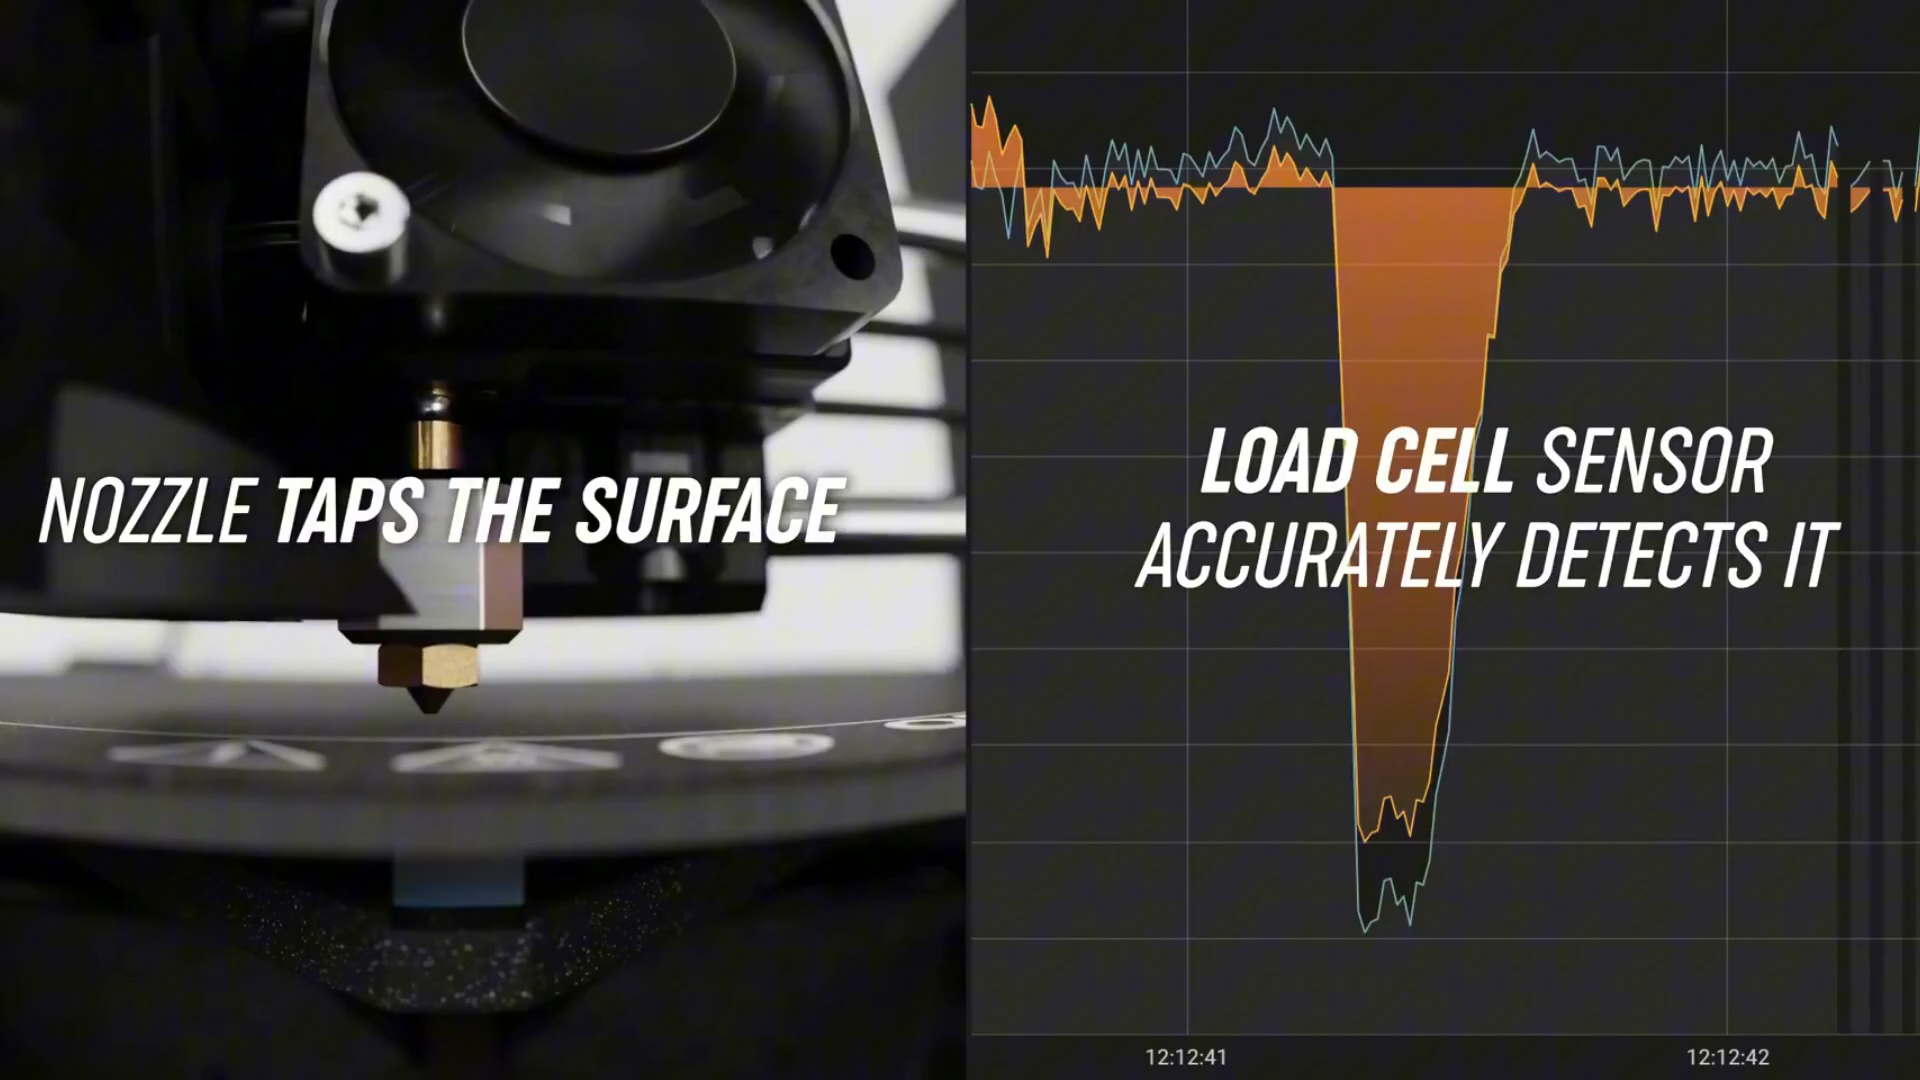 NOZZLE TAPS THE SURFACE
LOAD CELL SENSOR
ACCURATELY DETECTS IT
12:12:41
12:12:42